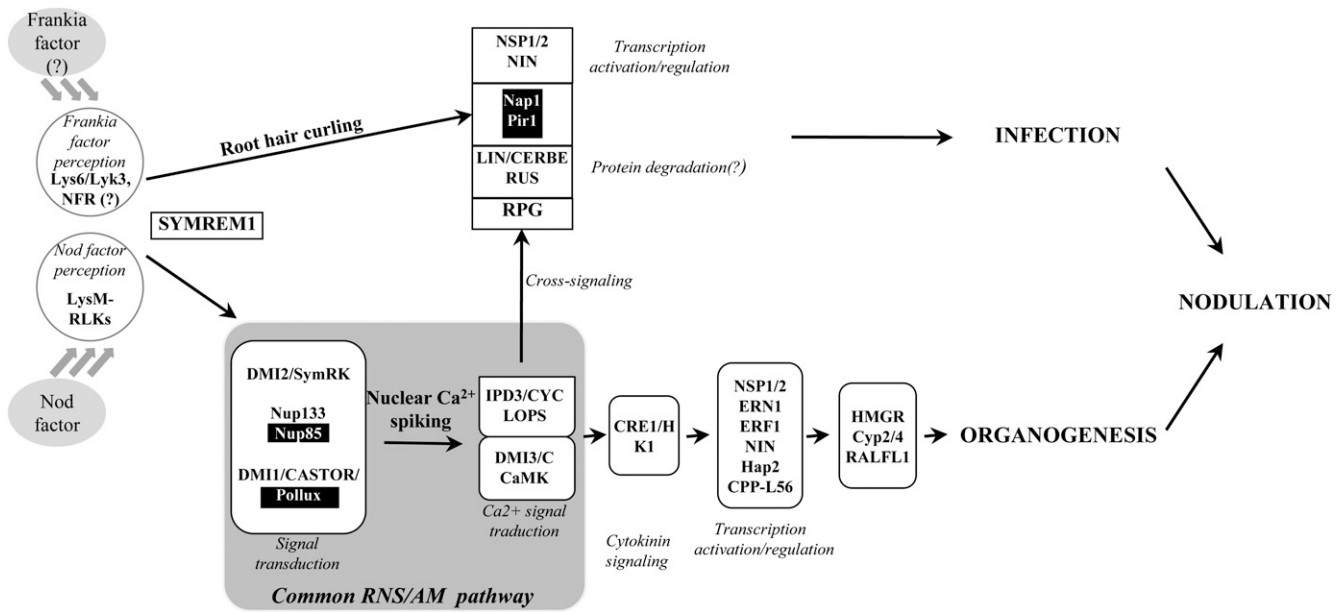 Frankia
factor
(?)
Frankia
factor
perception
Lys6/Lyk3,
NFR (?)
SYMREM1
Nod factor
perception
LysM-
RLKs
Nod
factor
Root hair curling
NSP1/2
NIN
Nap1
Pir1
LIN/CERBE
RUS
RPG
Transcription
activation/regulation
Protein degradation(?)
Cross-signaling
INFECTION
NODULATION
DMI2/SymRK
Nup133
Nup85
DMI1/CASTOR/
Pollux
Signal
transduction
Nuclear Ca²⁺
spiking
IPD3/CYC
LOPS
DMI3/C
CaMK
Ca2+ signal
traduction
Common RNS/AM pathway
CRE1/H
K1
Cytokinin
signaling
NSP1/2
ERN1
ERF1
NIN
Hap2
CPP-L56
Transcription
activation/regulation
HMGR
Cyp2/4
RALFL1
ORGANOGENESIS